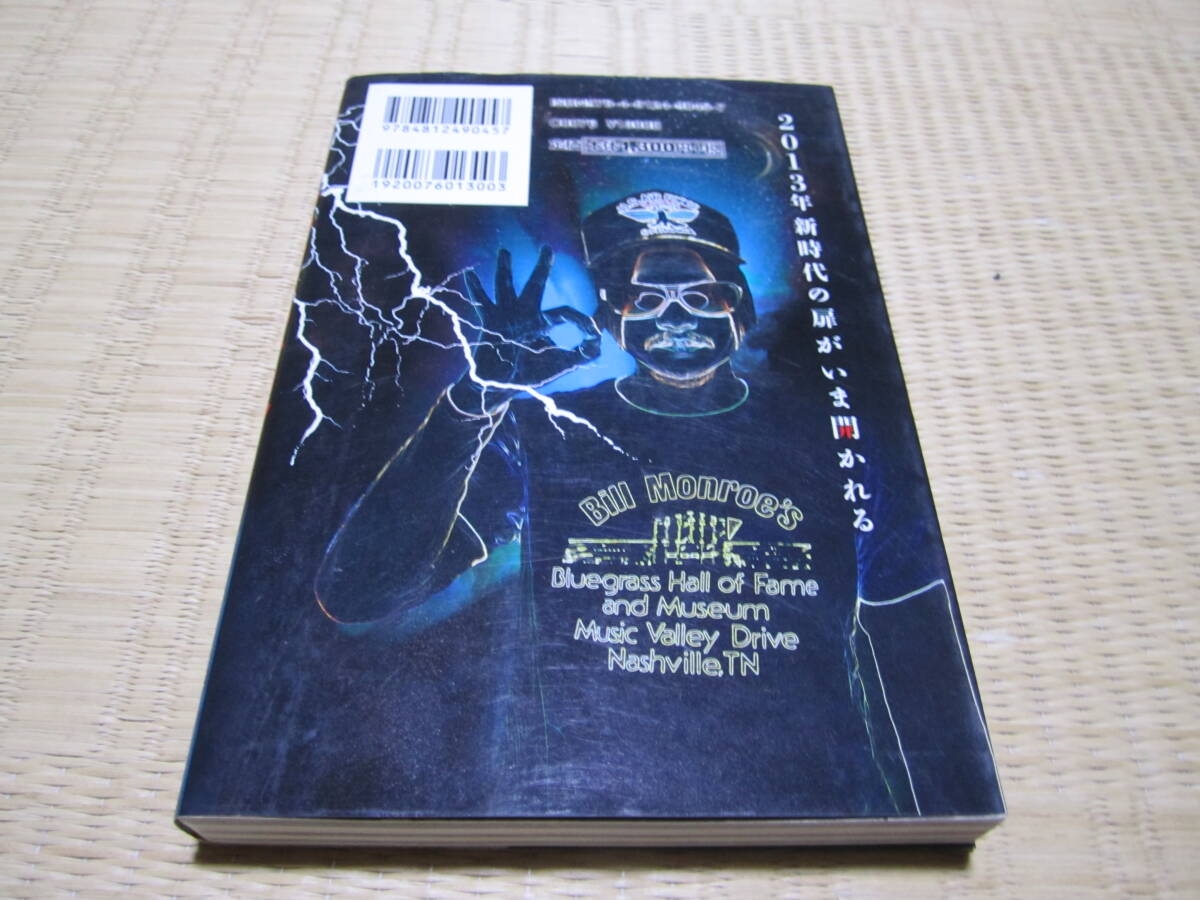 9784812490457
1920076013003
2013年新時代の扉がいま開かれる
Bill Monroe's
Bluegrass Hall of Fame
and Museum
Music Valley Drive
Nashville, TN